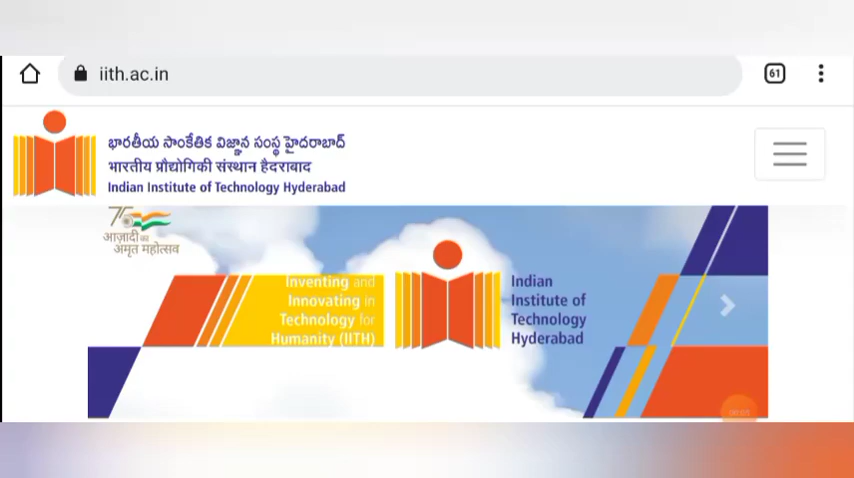 iith.ac.in
61
భారతీయ సాంకేతిక విజ్ఞాన సంస్థ హైదరాబాద్
भारतीय प्रौद्योगिकी संस्थान हैदराबाद
Indian Institute of Technology Hyderabad
75
आज़ादी का
अमृत महोत्सव
Inventing and
Innovating in
Technology for
Humanity (IITH)
Indian
Institute of
Technology
Hyderabad